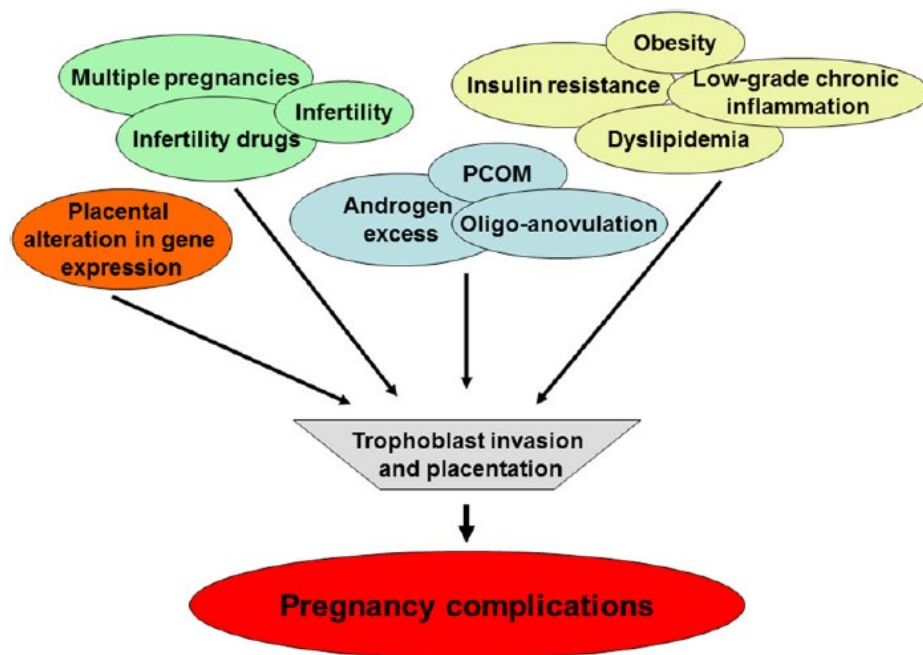 Multiple pregnancies
Infertility
Infertility drugs
Obesity
Insulin resistance
Low-grade chronic
inflammation
Dyslipidemia
Placental
alteration in gene
expression
PCOM
Androgen
excess
Oligo-anovulation
Trophoblast invasion
and placentation
Pregnancy complications